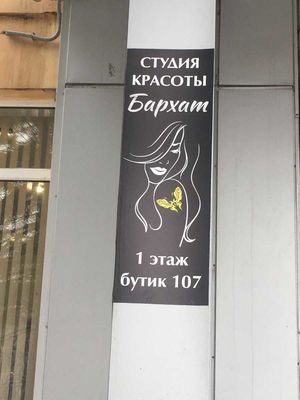 СТУДИЯ
КРАСОТЫ
Бархат
1 этаж
бутик 107